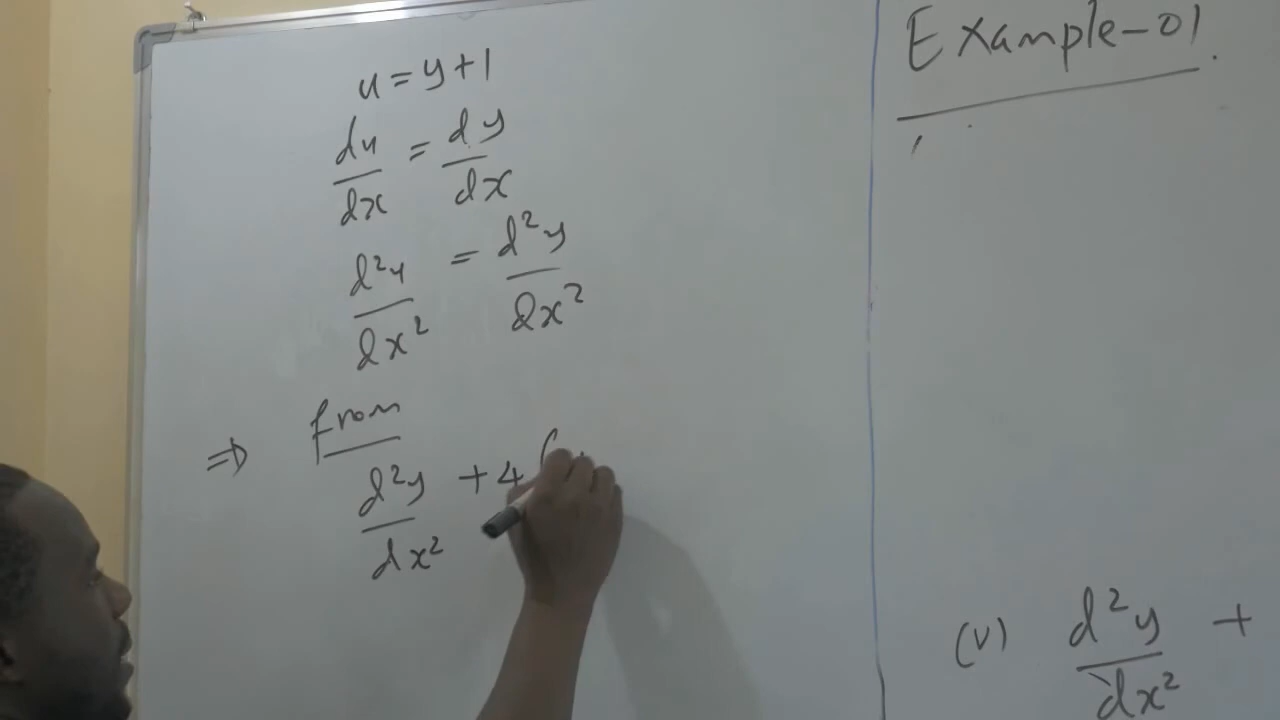 u = y + 1
du/dx = dy/dx
d²u/dx² = d²y/dx²
⇒ from
d²y/dx² + 4 (
Example-01.
(v) d²y/dx² +